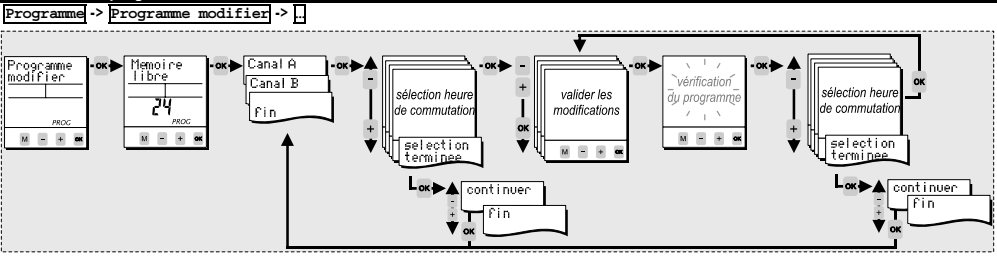 Programme -> Programme modifier -> …
Programme
modifier
PROG
M - + OK
OK
Memoire
libre
24
PROG
M - + OK
OK
Canal A
Canal B
fin
OK
-
+
sélection heure
de commutation
selection
terminee
OK
-
+
OK
continuer
fin
OK
-
+
OK
valider les
modifications
M - + OK
OK
vérification
du programme
M - + OK
OK
-
+
sélection heure
de commutation
selection
terminee
OK
OK
-
+
OK
continuer
fin